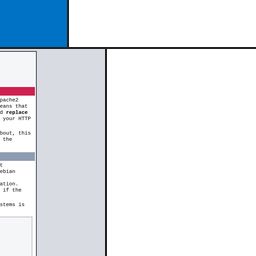 pache2
eans that
d replace
your HTTP
bout, this
the
t
ebian
ation.
if the
stems is